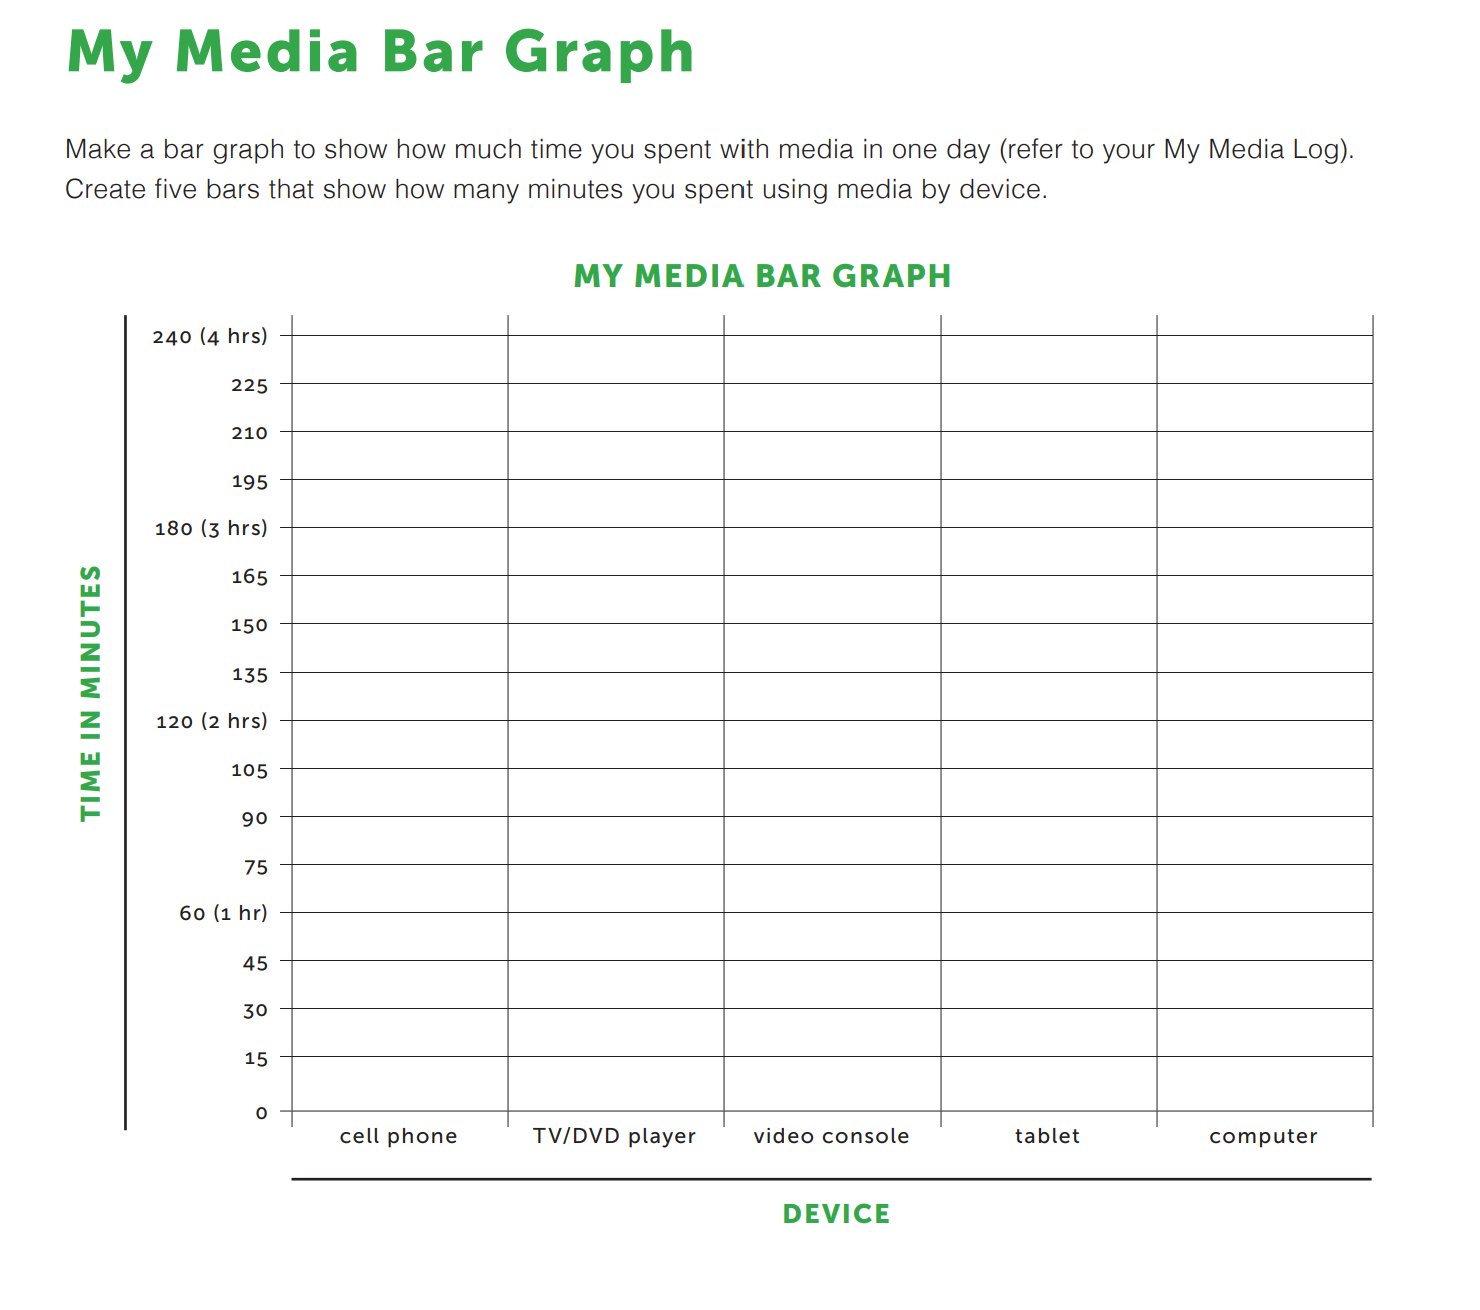 My Media Bar Graph
Make a bar graph to show how much time you spent with media in one day (refer to your My Media Log).
Create five bars that show how many minutes you spent using media by device.
MY MEDIA BAR GRAPH
TIME IN MINUTES
240 (4 hrs)
225
210
195
180 (3 hrs)
165
150
135
120 (2 hrs)
105
90
75
60 (1 hr)
45
30
15
0
cell phone TV/DVD player video console tablet computer
DEVICE